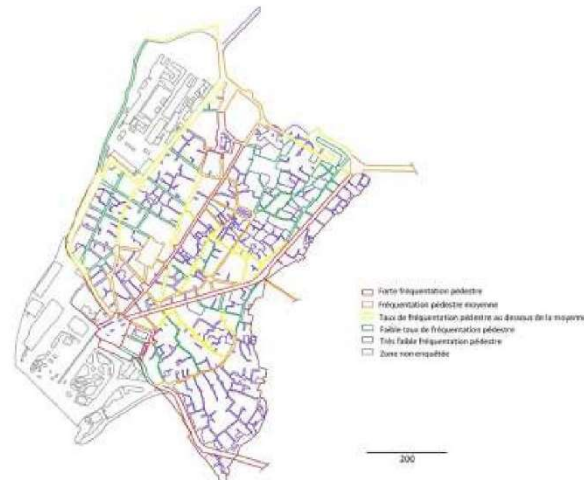 Forte fréquentation pédestre
Fréquentation pédestre moyenne
Taux de fréquentation pédestre au dessous de la moyenne
Faible taux de fréquentation pédestre
Très faible fréquentation pédestre
Zone non enquêtée
200